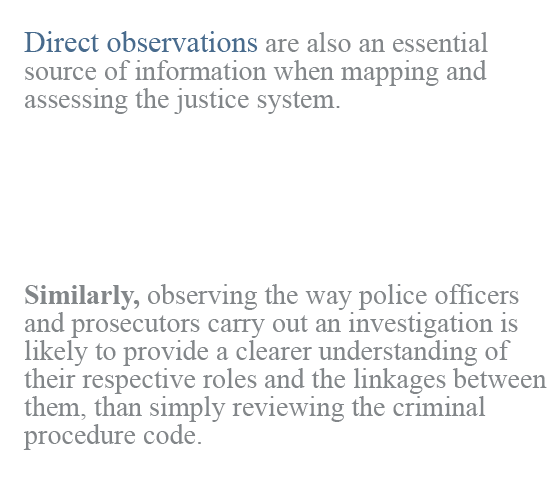 Direct observations are also an essential
source of information when mapping and
assessing the justice system.
Similarly, observing the way police officers
and prosecutors carry out an investigation is
likely to provide a clearer understanding of
their respective roles and the linkages between
them, than simply reviewing the criminal
procedure code.